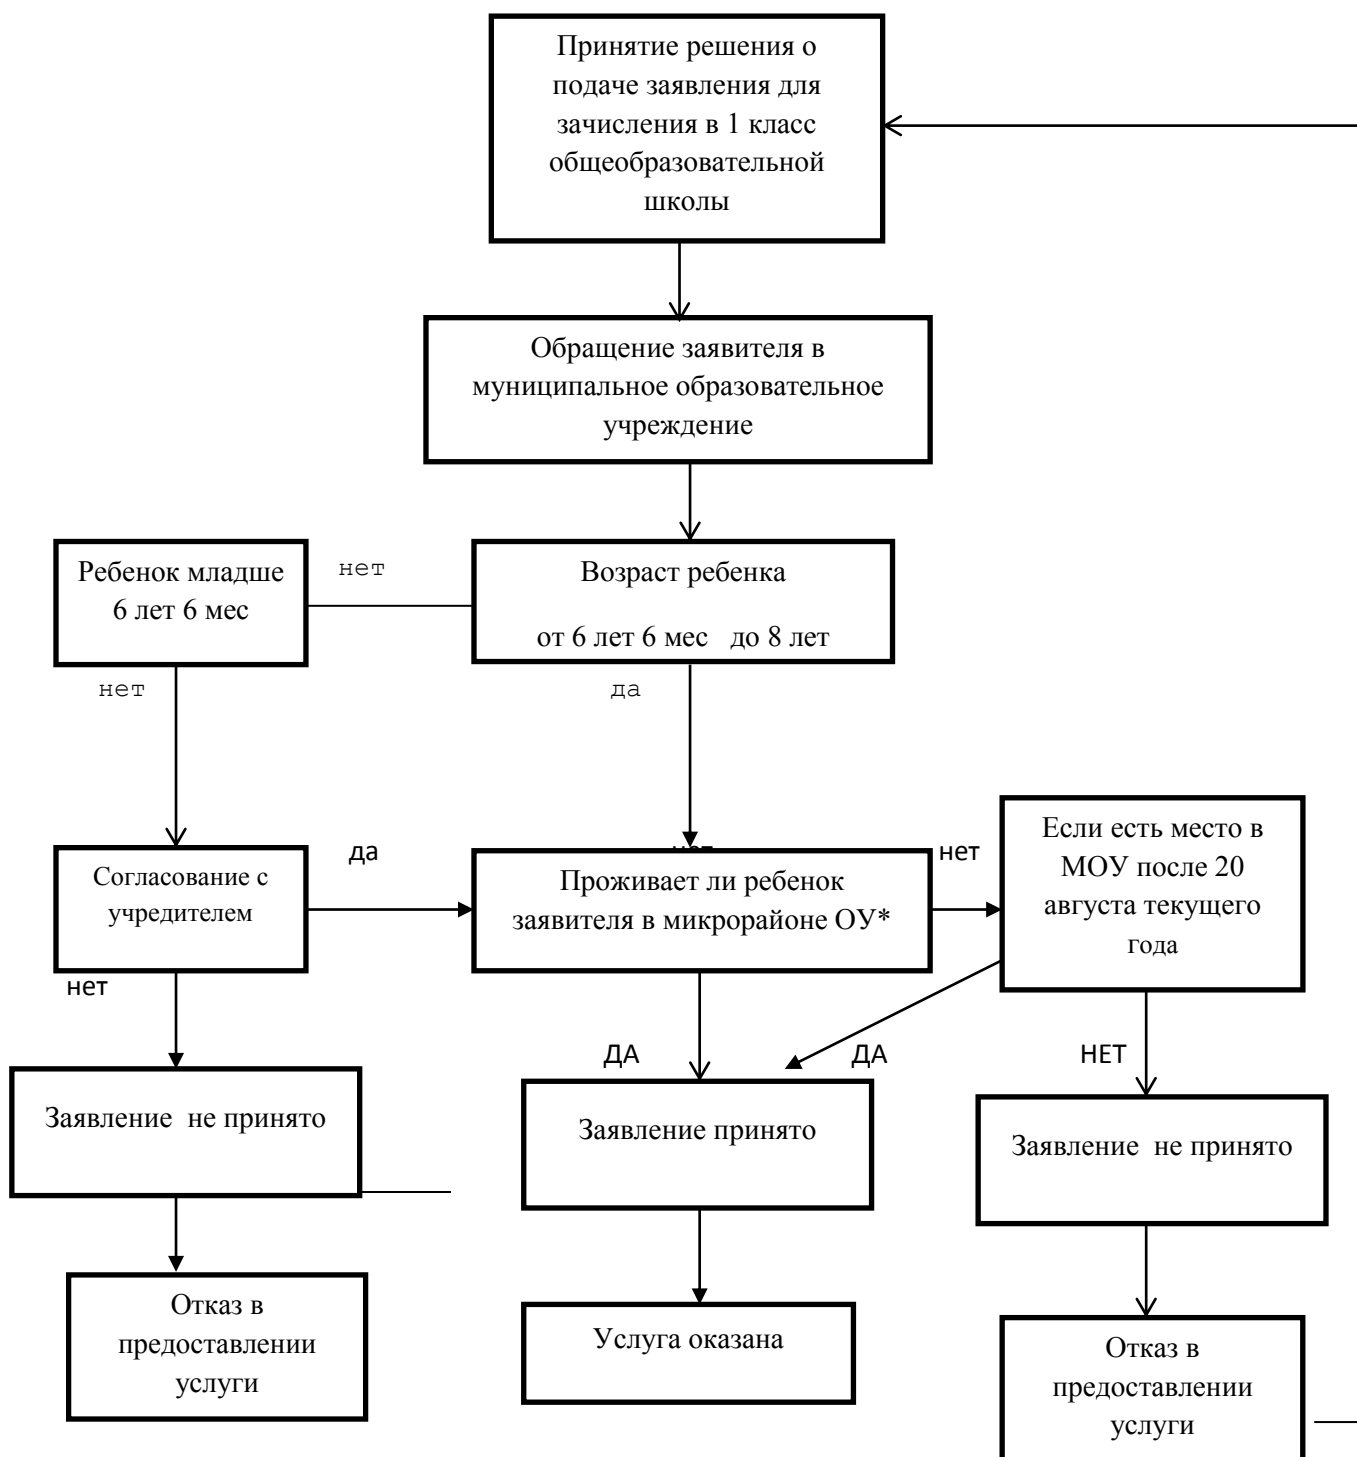 Принятие решения о
подаче заявления для
зачисления в 1 класс
общеобразовательной
школы
Обращение заявителя в
муниципальное образовательное
учреждение
Ребенок младше
6 лет 6 мес
нет
Возраст ребенка
от 6 лет 6 мес до 8 лет
нет
да
Если есть место в
МОУ после 20
августа текущего
года
Согласование с
учредителем
да
Проживает ли ребенок
заявителя в микрорайоне ОУ*
нет
нет
ДА
ДА
НЕТ
Заявление не принято
Заявление принято
Заявление не принято
Отказ в
предоставлении
услуги
Услуга оказана
Отказ в
предоставлении
услуги